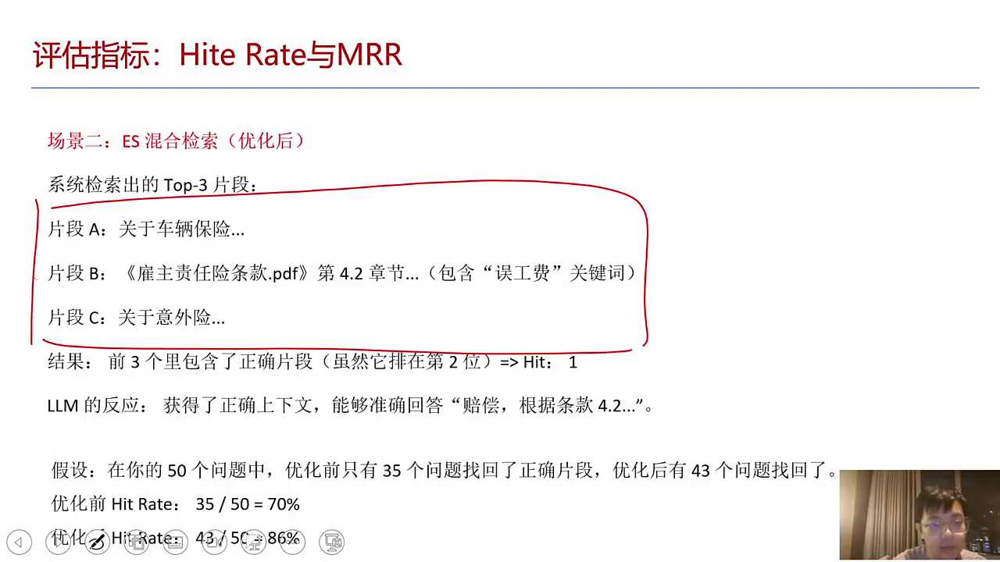 评估指标：Hite Rate与MRR
场景二：ES 混合检索（优化后）
系统检索出的 Top-3 片段：
片段 A：关于车辆保险...
片段 B：《雇主责任险条款.pdf》第 4.2 章节...（包含“误工费”关键词）
片段 C：关于意外险...
结果： 前 3 个里包含了正确片段（虽然它排在第 2 位）=> Hit： 1
LLM 的反应： 获得了正确上下文，能够准确回答“赔偿，根据条款 4.2...”。
假设：在你的 50 个问题中，优化前只有 35 个问题找回了正确片段，优化后有 43 个问题找回了。
优化前 Hit Rate： 35 / 50 = 70%
优化后 Hit Rate： 43 / 50 = 86%